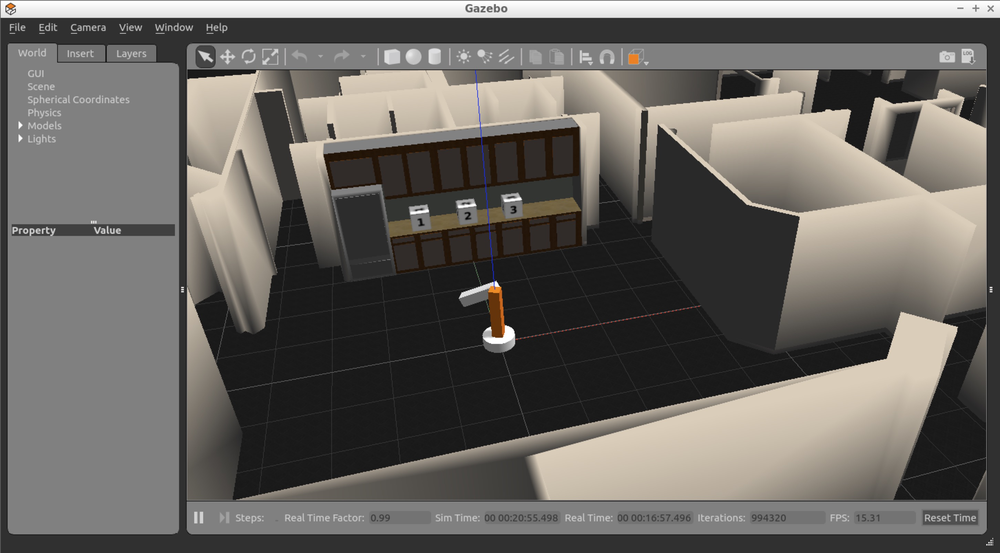 Gazebo
File Edit Camera View Window Help
World Insert Layers
LOG
GUI
Scene
Spherical Coordinates
Physics
Models
Lights
Property Value
1 2 3
Steps: Real Time Factor: 0.99 Sim Time: 00 00:20:55.498 Real Time: 00 00:16:57.496 Iterations: 994320 FPS: 15.31 Reset Time